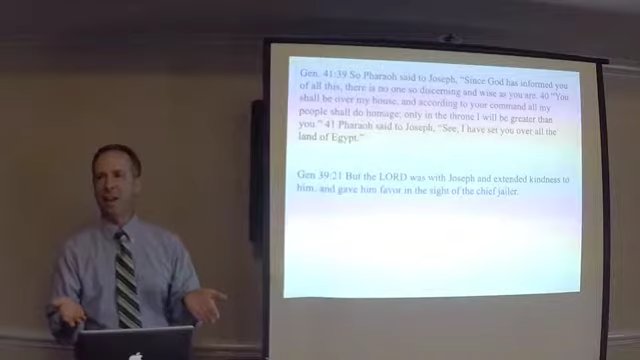 Gen. 41:39 So Pharaoh said to Joseph, "Since God has informed you
of all this, there is no one so discerning and wise as you are. 40 "You
shall be over my house, and according to your command all my
people shall do homage; only in the throne I will be greater than
you." 41 Pharaoh said to Joseph, "See, I have set you over all the
land of Egypt."
Gen 39:21 But the LORD was with Joseph and extended kindness to
him, and gave him favor in the sight of the chief jailer.